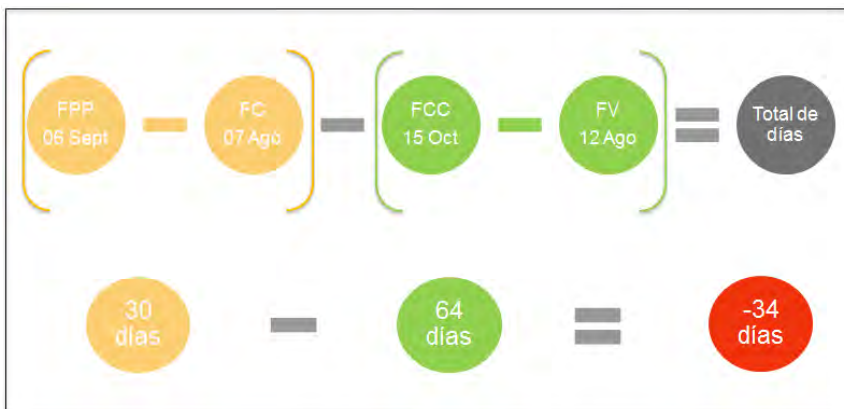 FPP
06 Sept
FC
07 Ago
FCC
15 Oct
FV
12 Ago
Total de
días
30
días
64
días
-34
días